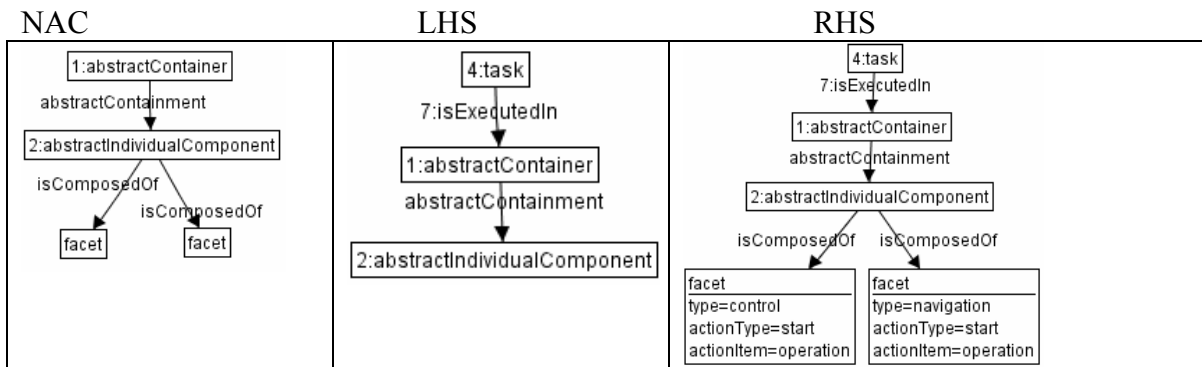 NAC
LHS
RHS
1:abstractContainer
abstractContainment
2:abstractIndividualComponent
isComposedOf
isComposedOf
facet
facet
4:task
7:isExecutedIn
1:abstractContainer
abstractContainment
2:abstractIndividualComponent
4:task
7:isExecutedIn
1:abstractContainer
abstractContainment
2:abstractIndividualComponent
isComposedOf
isComposedOf
facet
type=control
actionType=start
actionItem=operation
facet
type=navigation
actionType=start
actionItem=operation